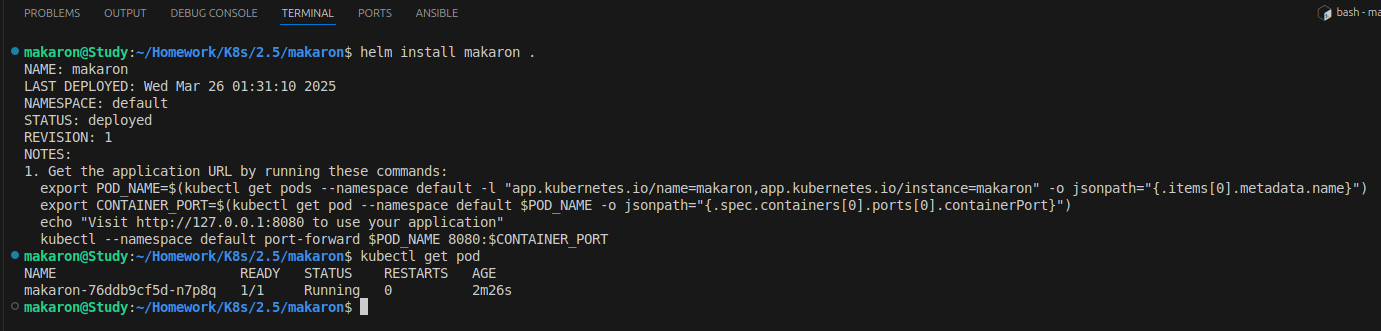 PROBLEMS OUTPUT DEBUG CONSOLE TERMINAL PORTS ANSIBLE bash - ma
makaron@Study:~/Homework/K8s/2.5/makaron$ helm install makaron .
NAME: makaron
LAST DEPLOYED: Wed Mar 26 01:31:10 2025
NAMESPACE: default
STATUS: deployed
REVISION: 1
NOTES:
1. Get the application URL by running these commands:
  export POD_NAME=$(kubectl get pods --namespace default -l "app.kubernetes.io/name=makaron,app.kubernetes.io/instance=makaron" -o jsonpath="{.items[0].metadata.name}")
  export CONTAINER_PORT=$(kubectl get pod --namespace default $POD_NAME -o jsonpath="{.spec.containers[0].ports[0].containerPort}")
  echo "Visit http://127.0.0.1:8080 to use your application"
  kubectl --namespace default port-forward $POD_NAME 8080:$CONTAINER_PORT
makaron@Study:~/Homework/K8s/2.5/makaron$ kubectl get pod
NAME                       READY   STATUS    RESTARTS   AGE
makaron-76ddb9cf5d-n7p8q   1/1     Running   0          2m26s
makaron@Study:~/Homework/K8s/2.5/makaron$